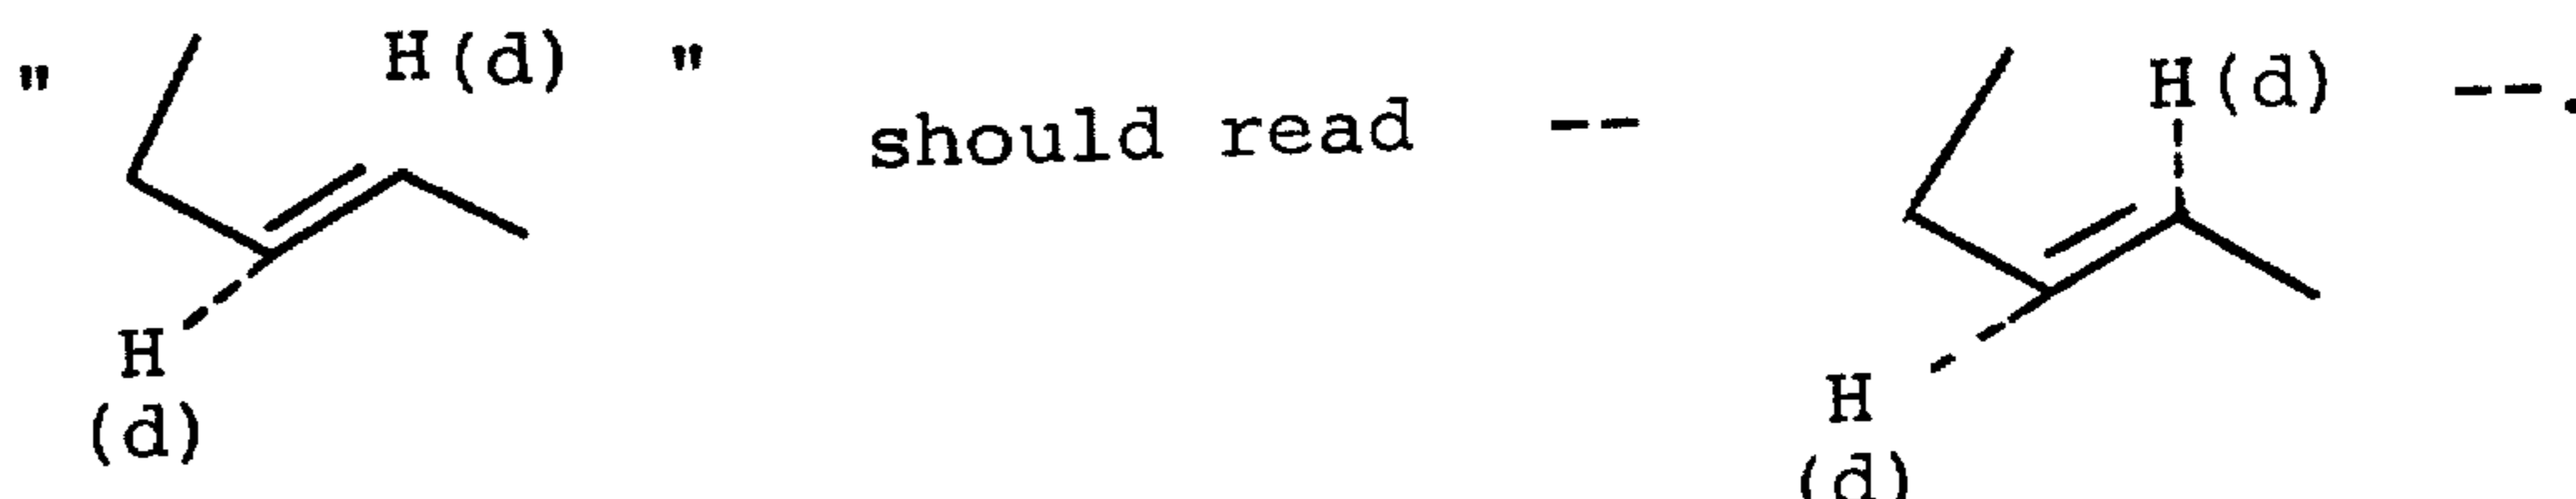 " H(d) " should read -- H(d) --.
H H
(d) (d)